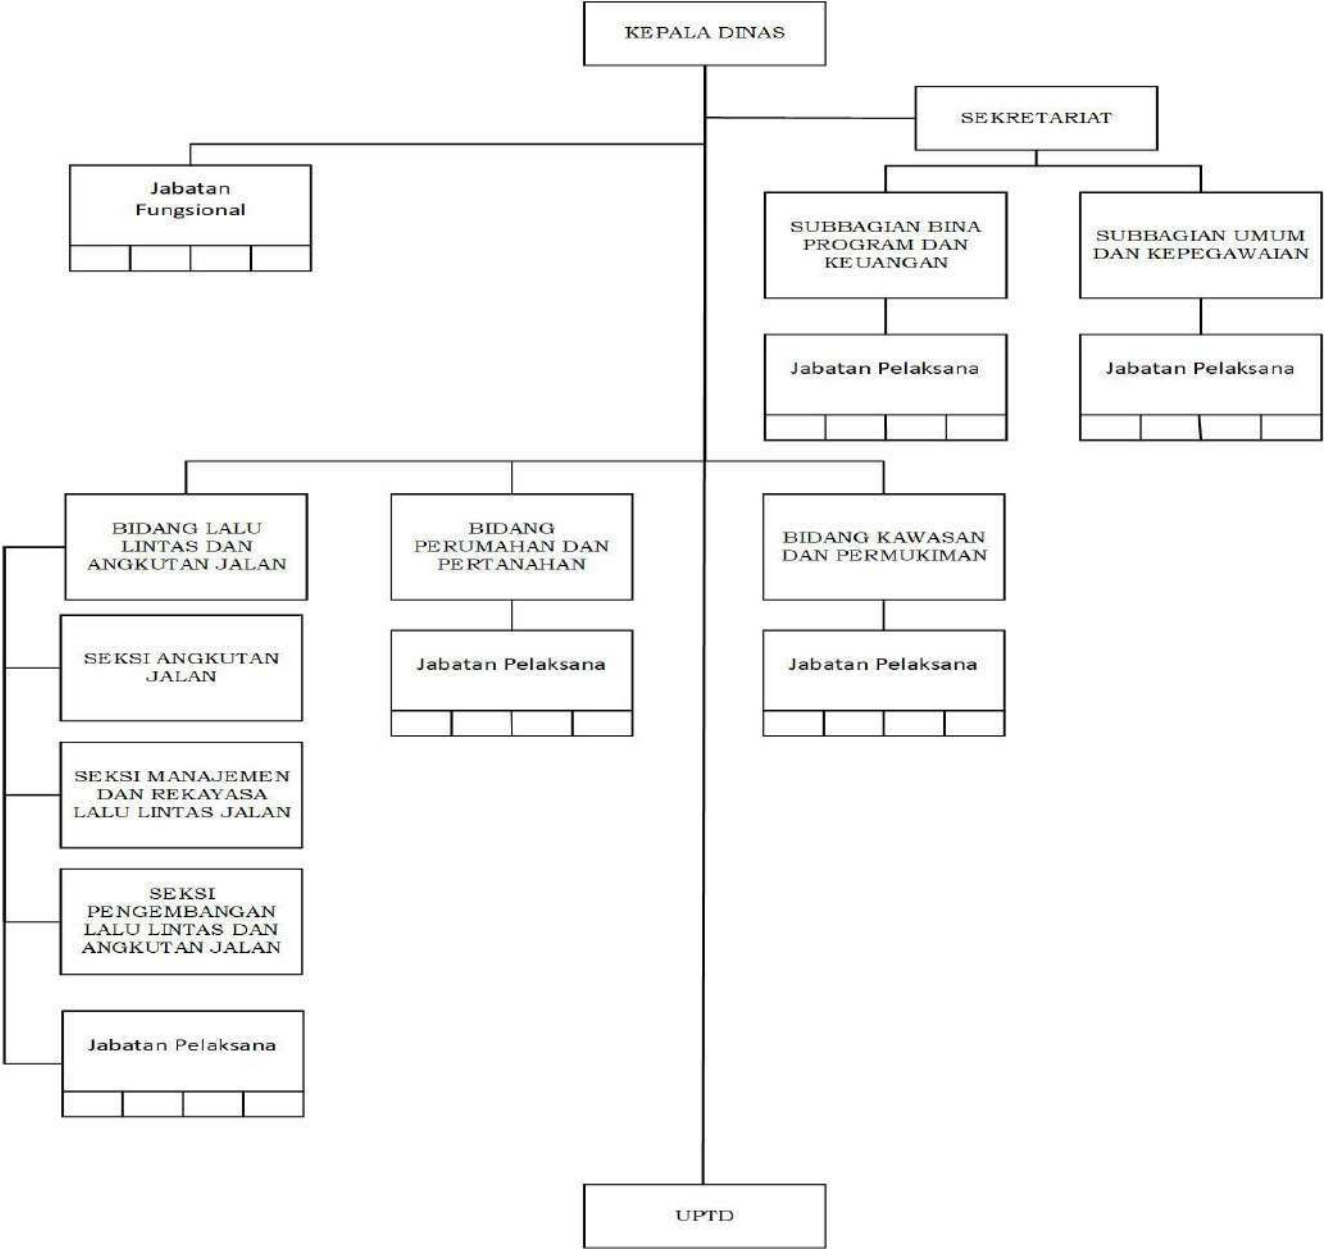 KEPALA DINAS
SEKRETARIAT
Jabatan
Fungsional
SUBBAGIAN BINA
PROGRAM DAN
KEUANGAN
SUBBAGIAN UMUM
DAN KEPEGAWAIAN
Jabatan Pelaksana
Jabatan Pelaksana
BIDANG LALU
LINTAS DAN
ANGKUTAN JALAN
BIDANG
PERUMAHAN DAN
PERTANAHAN
BIDANG KAWASAN
DAN PERMUKIMAN
SEKSI ANGKUTAN
JALAN
Jabatan Pelaksana
Jabatan Pelaksana
SEKSI MANAJEMEN
DAN REKAYASA
LALU LINTAS JALAN
SEKSI
PENGEMBANGAN
LALU LINTAS DAN
ANGKUTAN JALAN
Jabatan Pelaksana
UPTD